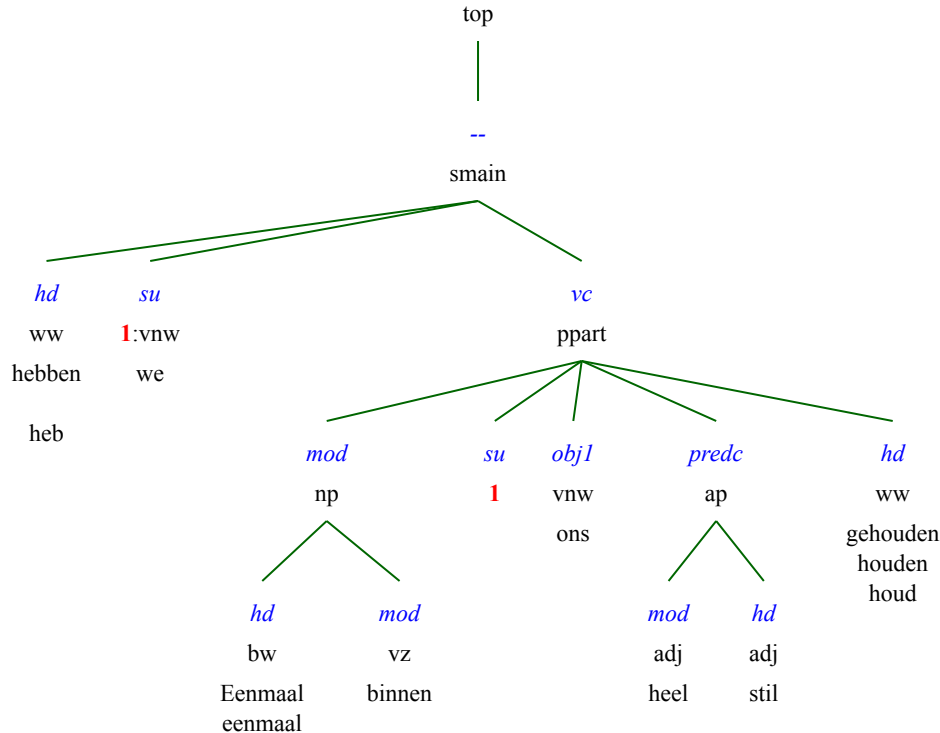 top
--
smain
hd su vc
ww 1:vnw ppart
hebben we
heb
mod su obj1 predc hd
np 1 vnw ap ww
ons gehouden
houden
houd
hd mod mod hd
bw vz adj adj
Eenmaal binnen heel stil
eenmaal